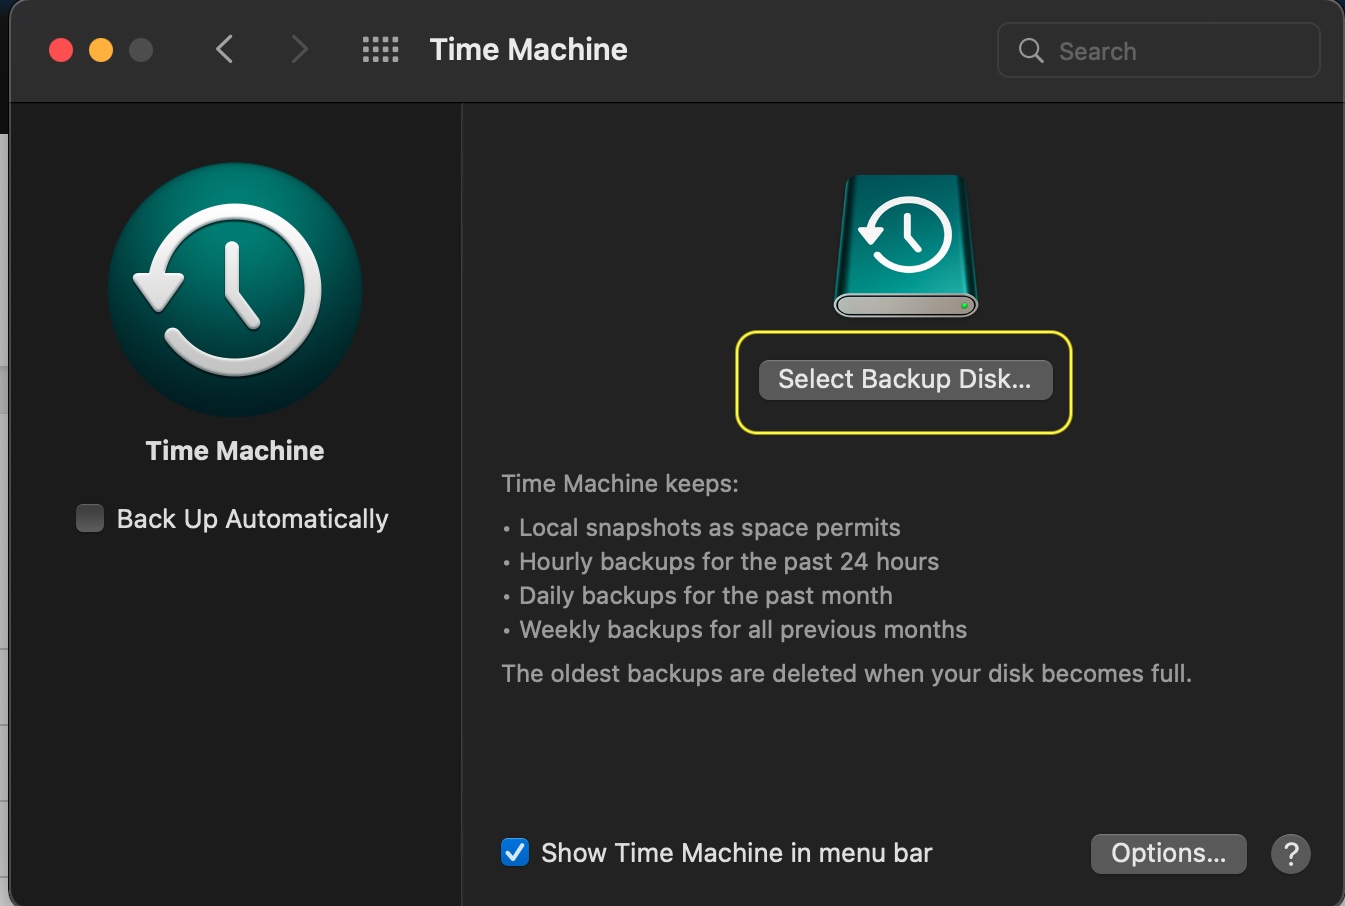 Time Machine
Search
Time Machine
Back Up Automatically
Select Backup Disk...
Time Machine keeps:
• Local snapshots as space permits
• Hourly backups for the past 24 hours
• Daily backups for the past month
• Weekly backups for all previous months
The oldest backups are deleted when your disk becomes full.
Show Time Machine in menu bar
Options...
?